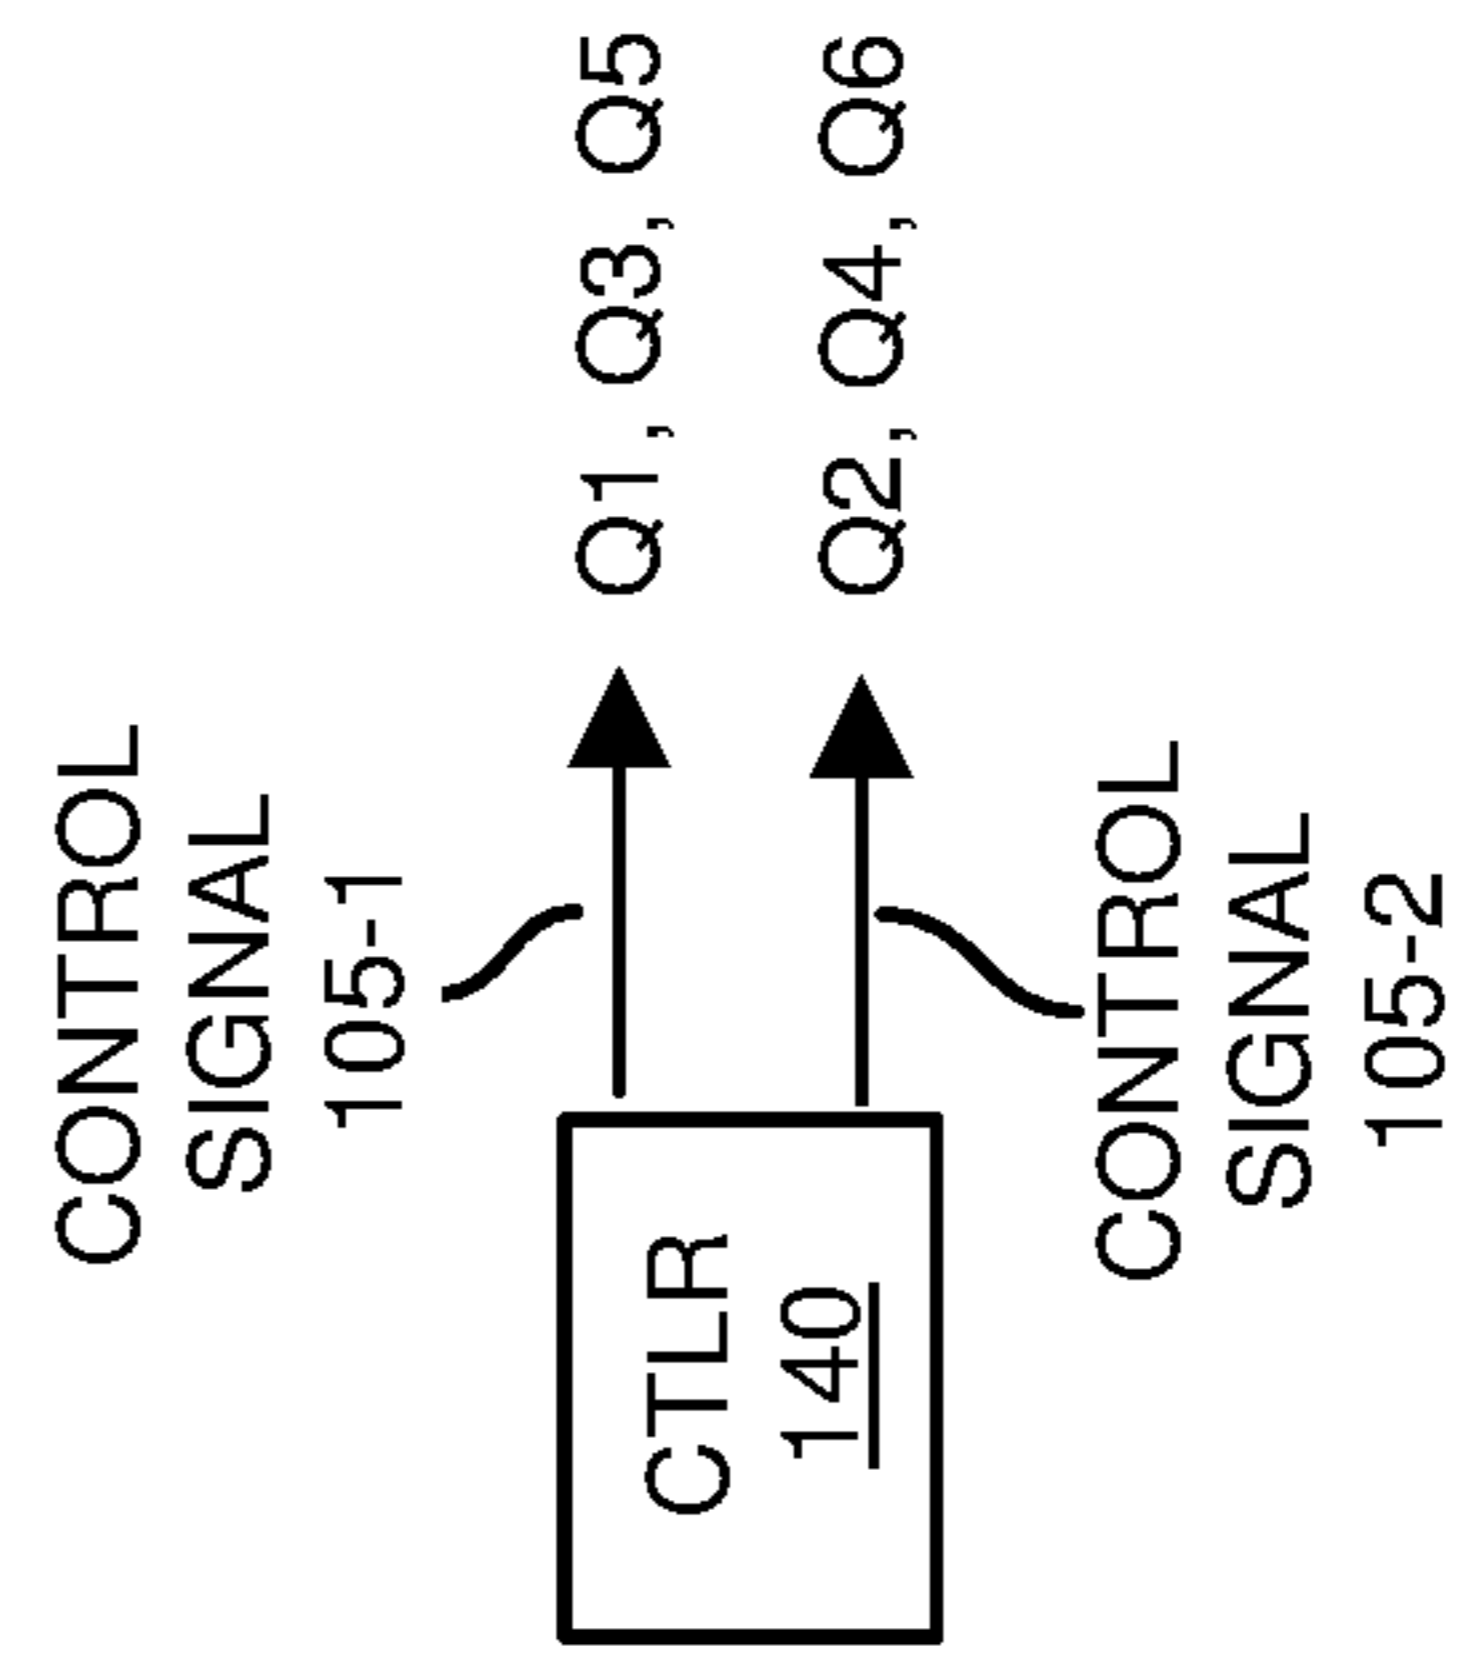 CONTROL
SIGNAL
105-1
Q1, Q3, Q5
CTLR
140
Q2, Q4, Q6
CONTROL
SIGNAL
105-2